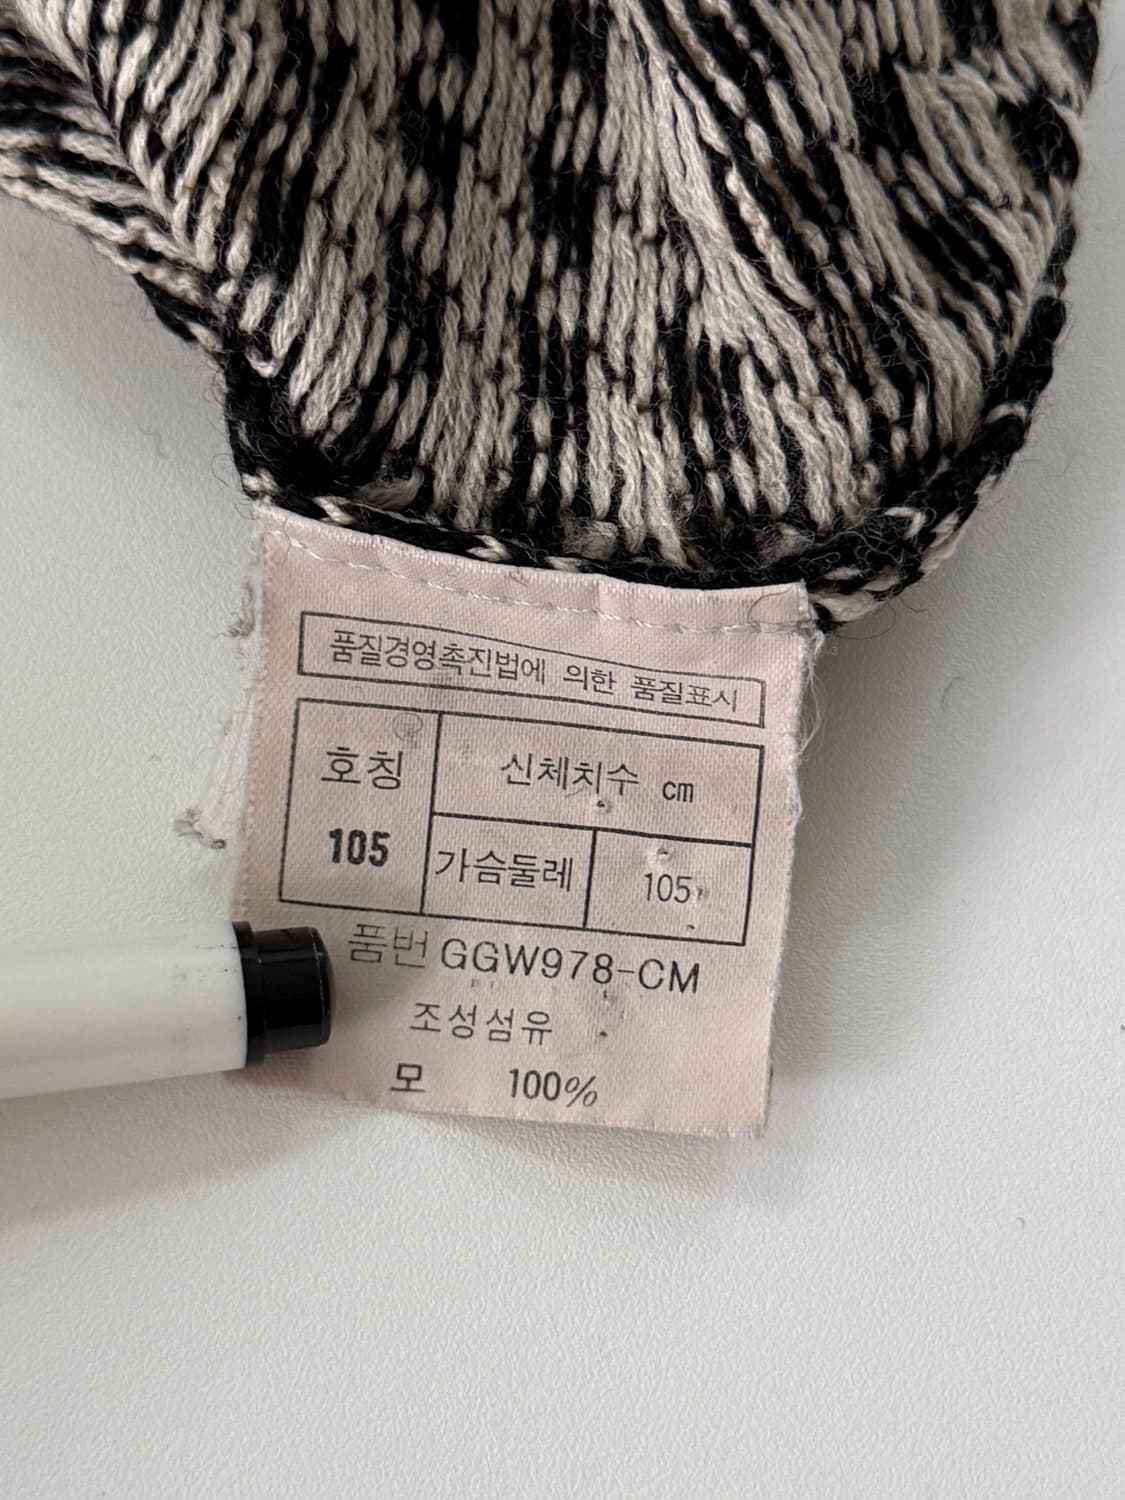 품질경영촉진법에 의한 품질표시
호칭
105
신체치수 cm
가슴둘레 105
품번 GGW978-CM
조성섬유
모 100%